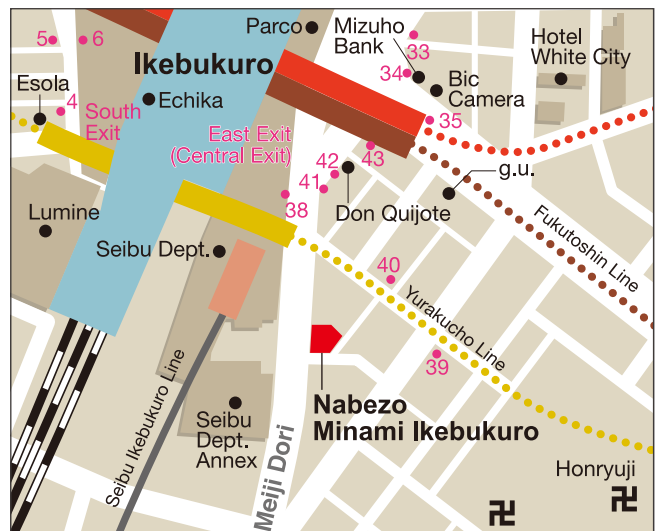 Parco
Mizuho
Bank
33
Hotel
White City
5
6
Ikebukuro
34
Bic
Camera
Esola
4
Echika
South
Exit
35
East Exit
(Central Exit)
43
42
41
38
g.u.
Don Quijote
Lumine
Seibu Dept.
Fukutoshin Line
40
Yurakucho Line
39
Seibu Ikebukuro Line
Nabezo
Minami Ikebukuro
Seibu
Dept.
Annex
Meiji Dori
Honryuji
卍
卍